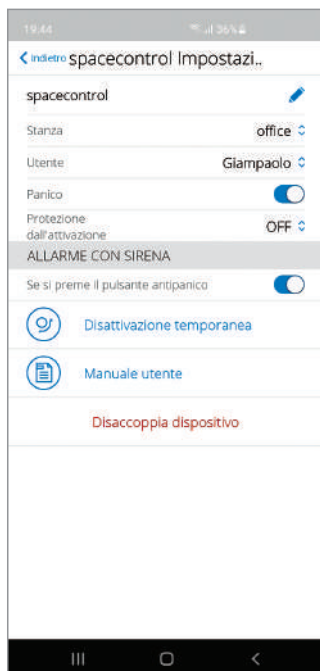 19.44 36%
Indietro spacecontrol Impostazi..
spacecontrol
Stanza office
Utente Giampaolo
Panico
Protezione
dall'attivazione OFF
ALLARME CON SIRENA
Se si preme il pulsante antipanico
Disattivazione temporanea
Manuale utente
Disaccoppia dispositivo